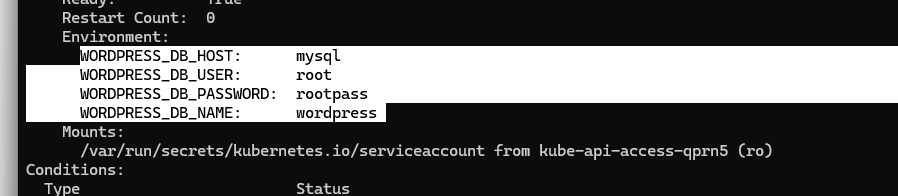 Ready:          True
Restart Count:  0
Environment:
WORDPRESS_DB_HOST:      mysql
WORDPRESS_DB_USER:      root
WORDPRESS_DB_PASSWORD:  rootpass
WORDPRESS_DB_NAME:      wordpress
Mounts:
/var/run/secrets/kubernetes.io/serviceaccount from kube-api-access-qprn5 (ro)
Conditions:
Type                        Status